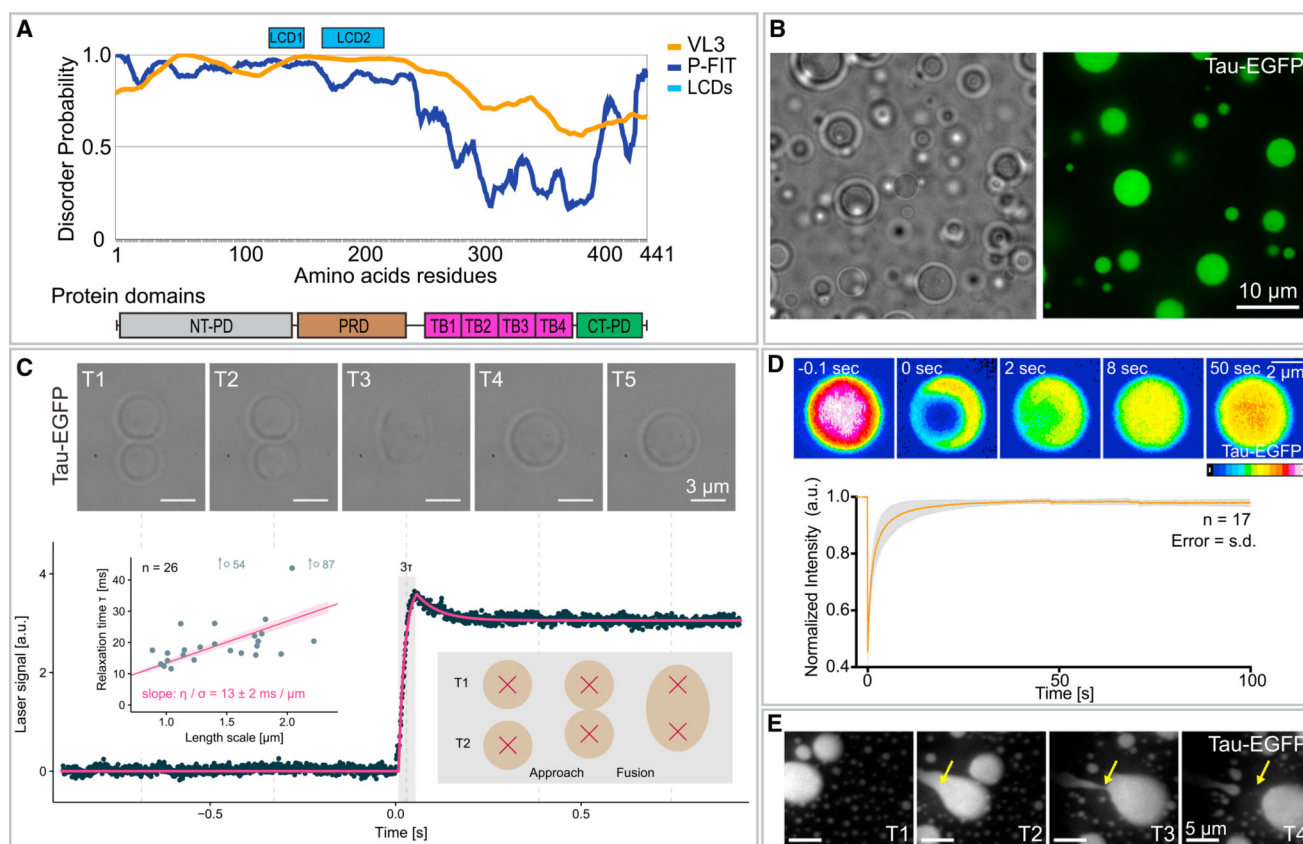 A
LCD1 LCD2
VL3
P-FIT
LCDs
Disorder Probability
1.0
0.5
0
1 100 200 300 400 441
Amino acids residues
Protein domains
NT-PD PRD TB1 TB2 TB3 TB4 CT-PD
B
Tau-EGFP
10 µm
C
Tau-EGFP
T1 T2 T3 T4 T5
3 µm
Laser signal [a.u.]
4
2
0
−0.5 0.0 0.5
Time [s]
3τ
n = 26
54 87
Relaxation time τ [ms]
50
40
30
20
10
0
slope: η / σ = 13 ± 2 ms / µm
1.0 1.5 2.0
Length scale [µm]
T1
T2
Approach Fusion
D
-0.1 sec 0 sec 2 sec 8 sec 50 sec
2 µm
Tau-EGFP
Normalized Intensity (a.u.)
1.0
0.8
0.6
0.4
n = 17
Error = s.d.
0 50 100
Time [s]
E
Tau-EGFP
T1 T2 T3 T4
5 µm